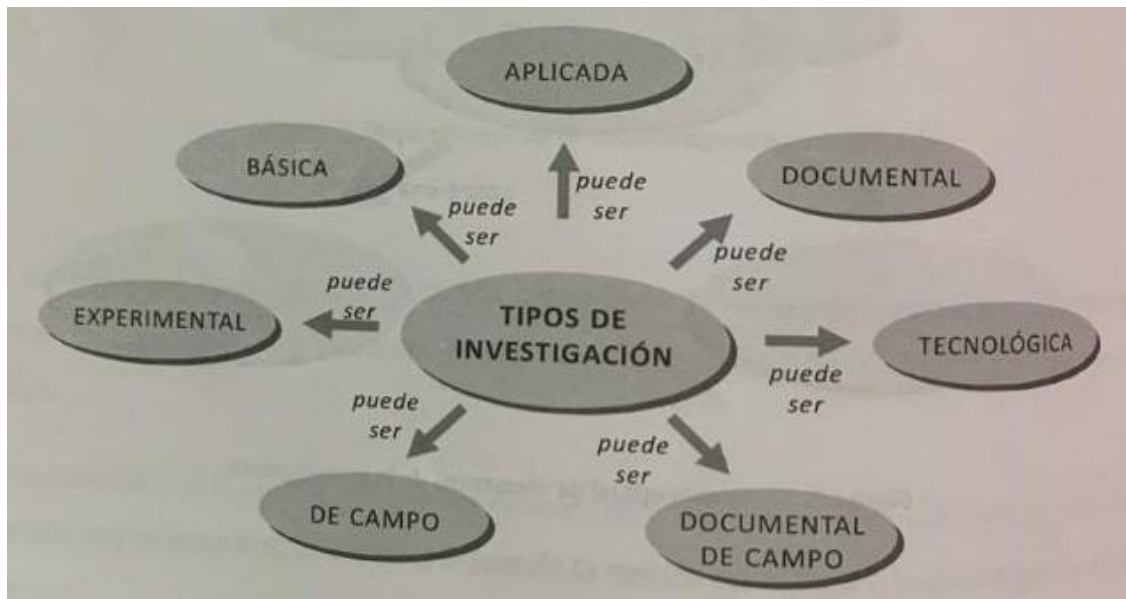 APLICADA
BÁSICA
DOCUMENTAL
puede
ser
puede
ser
puede
ser
EXPERIMENTAL
puede
ser
TIPOS DE
INVESTIGACIÓN
TECNOLÓGICA
puede
ser
puede
ser
puede
ser
DE CAMPO
DOCUMENTAL
DE CAMPO